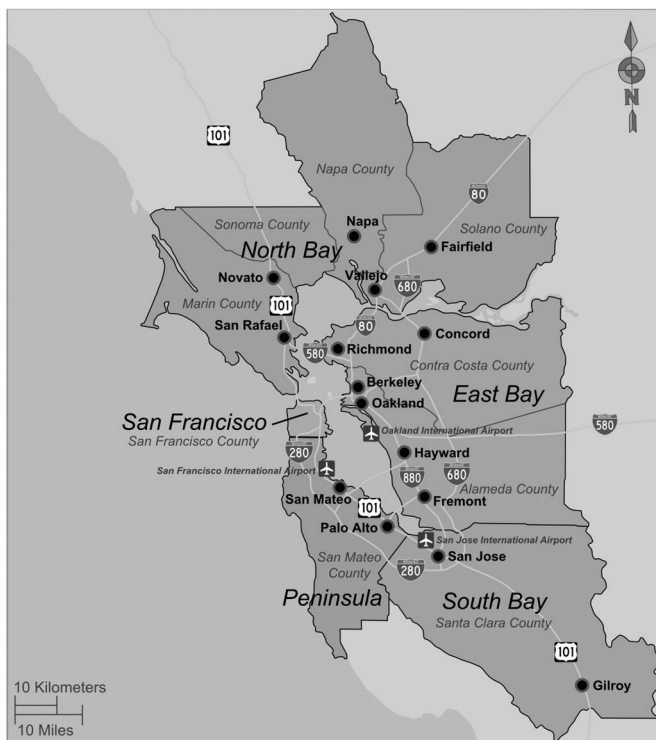 N
101
Napa County
80
Sonoma County
Solano County
Napa
North Bay
Fairfield
Novato
Vallejo
680
Marin County
101
San Rafael
80
Concord
580
Richmond
Contra Costa County
Berkeley
East Bay
Oakland
San Francisco
580
San Francisco County
Oakland International Airport
280
Hayward
San Francisco International Airport
680
880
Alameda County
San Mateo
Fremont
101
Palo Alto
San Jose International Airport
San Mateo
County
San Jose
280
Peninsula
South Bay
Santa Clara County
101
Gilroy
10 Kilometers
10 Miles